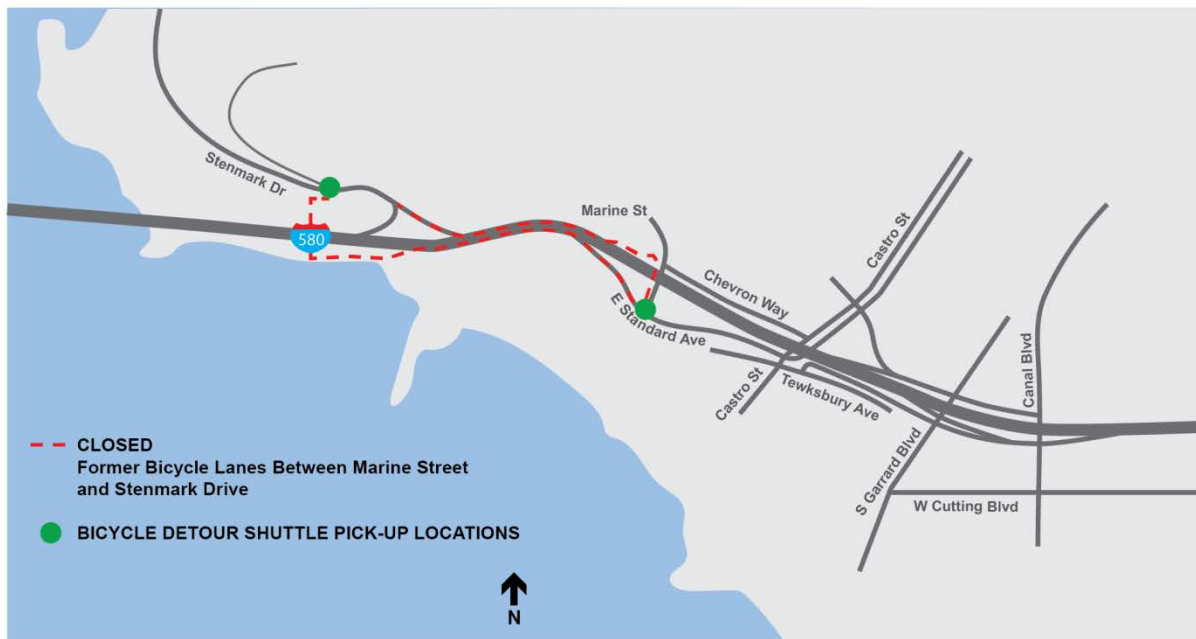 Stenmark Dr
580
Marine St
Castro St
Chevron Way
E Standard Ave
Castro St
Tewksbury Ave
Canal Blvd
S Garrard Blvd
W Cutting Blvd
CLOSED
Former Bicycle Lanes Between Marine Street
and Stenmark Drive
BICYCLE DETOUR SHUTTLE PICK-UP LOCATIONS
N